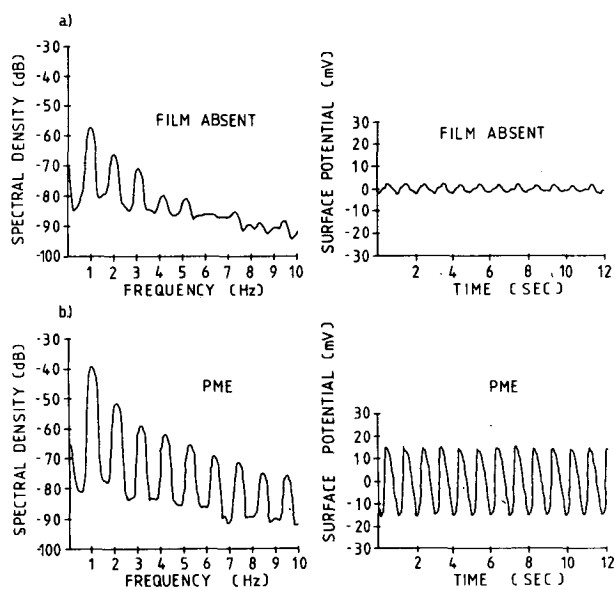 a.)
SPECTRAL DENSITY (dB)
-30
-40
-50
-60
-70
-80
-90
-100
FILM ABSENT
1 2 3 4 5 6 7 8 9 10
FREQUENCY (Hz)
SURFACE POTENTIAL (mV)
30
20
10
0
-10
-20
-30
FILM ABSENT
2 4 6 8 10 12
TIME (SEC)
b.)
SPECTRAL DENSITY (dB)
-30
-40
-50
-60
-70
-80
-90
-100
PME
1 2 3 4 5 6 7 8 9 10
FREQUENCY (Hz)
SURFACE POTENTIAL (mV)
30
20
10
0
-10
-20
-30
PME
2 4 6 8 10 12
TIME (SEC)